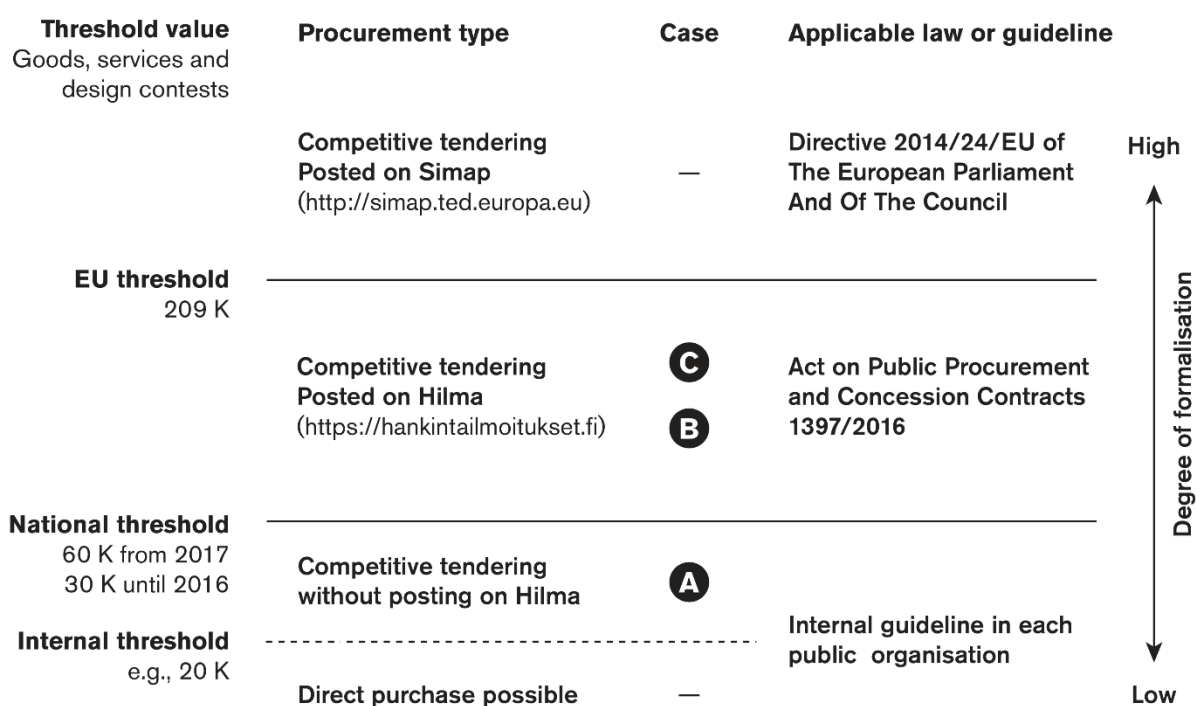 Threshold value
Goods, services and
design contests
Procurement type
Case
Applicable law or guideline
Competitive tendering
Posted on Simap
(http://simap.ted.europa.eu)
—
Directive 2014/24/EU of
The European Parliament
And Of The Council
High
EU threshold
209 K
Competitive tendering
Posted on Hilma
(https://hankintailmoitukset.fi)
C
B
Act on Public Procurement
and Concession Contracts
1397/2016
Degree of formalisation
National threshold
60 K from 2017
30 K until 2016
Competitive tendering
without posting on Hilma
A
Internal threshold
e.g., 20 K
Internal guideline in each
public organisation
Direct purchase possible
—
Low